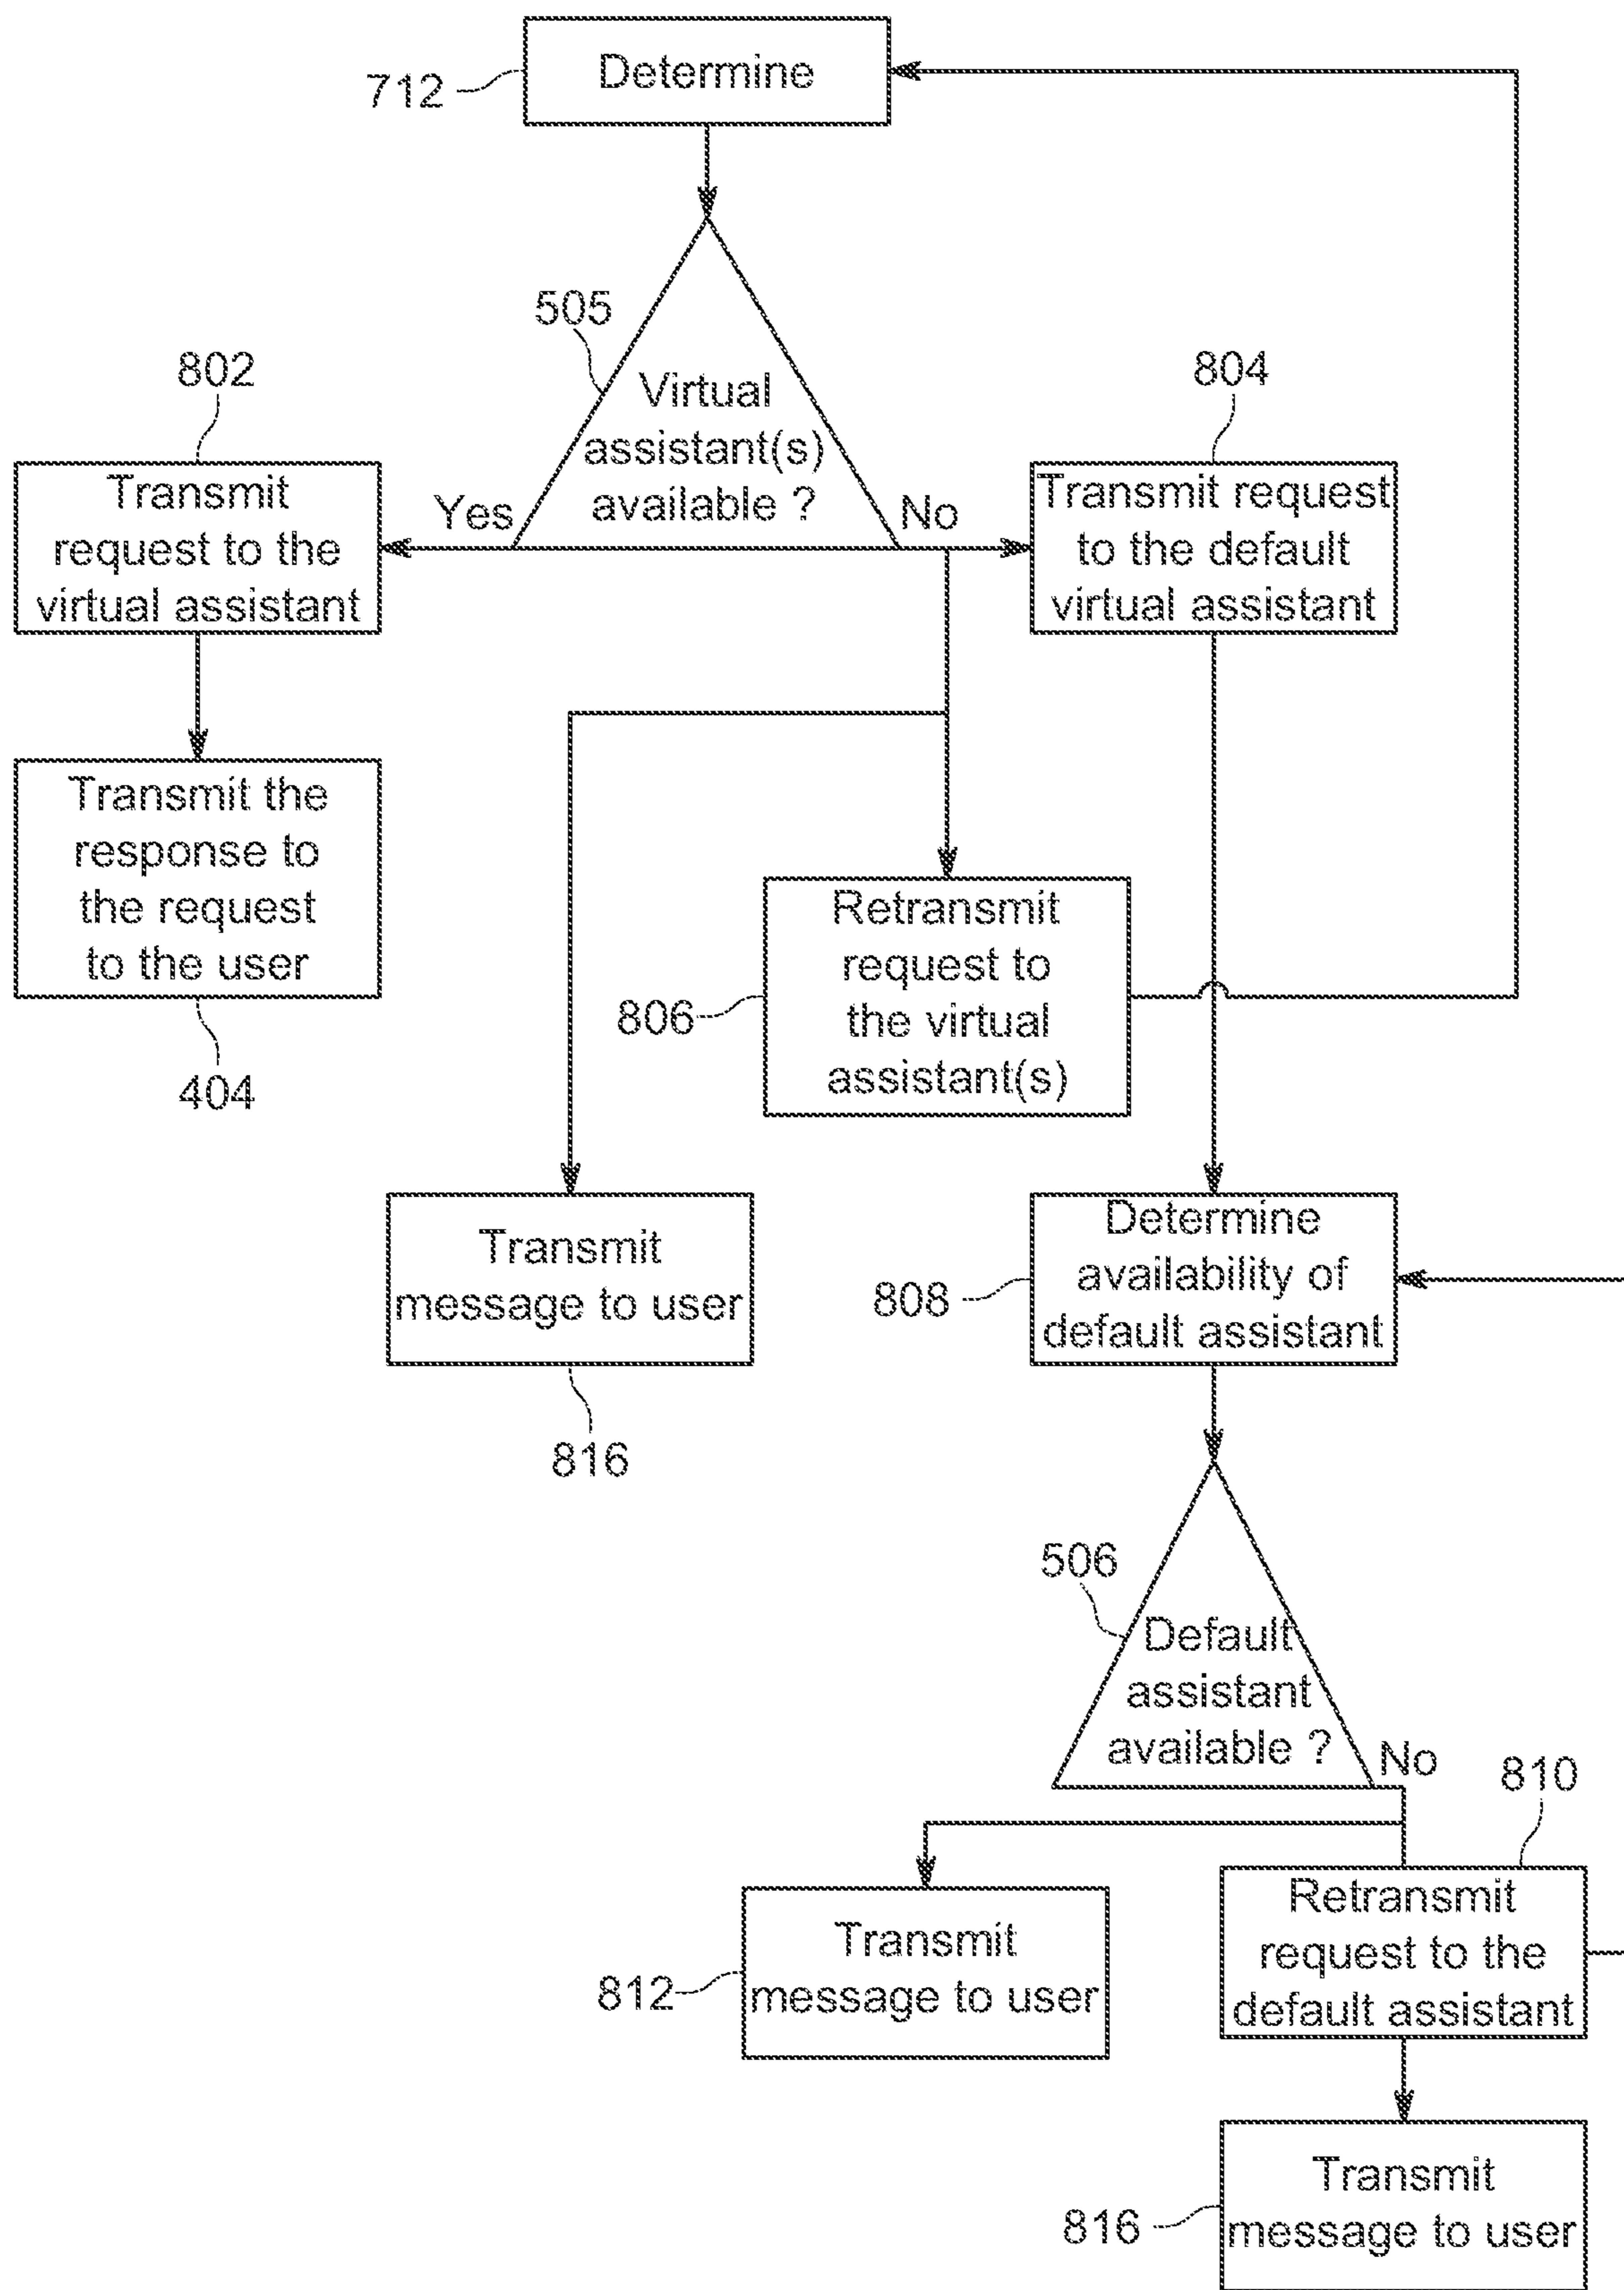 Determine
712
505
Virtual
assistant(s)
available ?
802
804
Transmit
request to the
virtual assistant
Yes
No
Transmit request
to the default
virtual assistant
Transmit the
response to
the request
to the user
404
Retransmit
request to
the virtual
assistant(s)
806
Transmit
message to user
816
Determine
availability of
default assistant
808
506
Default
assistant
available ?
No
810
Transmit
message to user
812
Retransmit
request to the
default assistant
Transmit
message to user
816